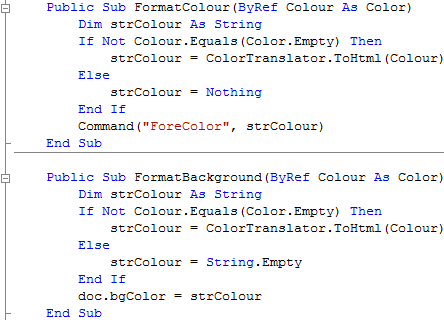 Public Sub FormatColour(ByRef Colour As Color)
Dim strColour As String
If Not Colour.Equals(Color.Empty) Then
strColour = ColorTranslator.ToHtml(Colour)
Else
strColour = Nothing
End If
Command("ForeColor", strColour)
End Sub
Public Sub FormatBackground(ByRef Colour As Color)
Dim strColour As String
If Not Colour.Equals(Color.Empty) Then
strColour = ColorTranslator.ToHtml(Colour)
Else
strColour = String.Empty
End If
doc.bgColor = strColour
End Sub